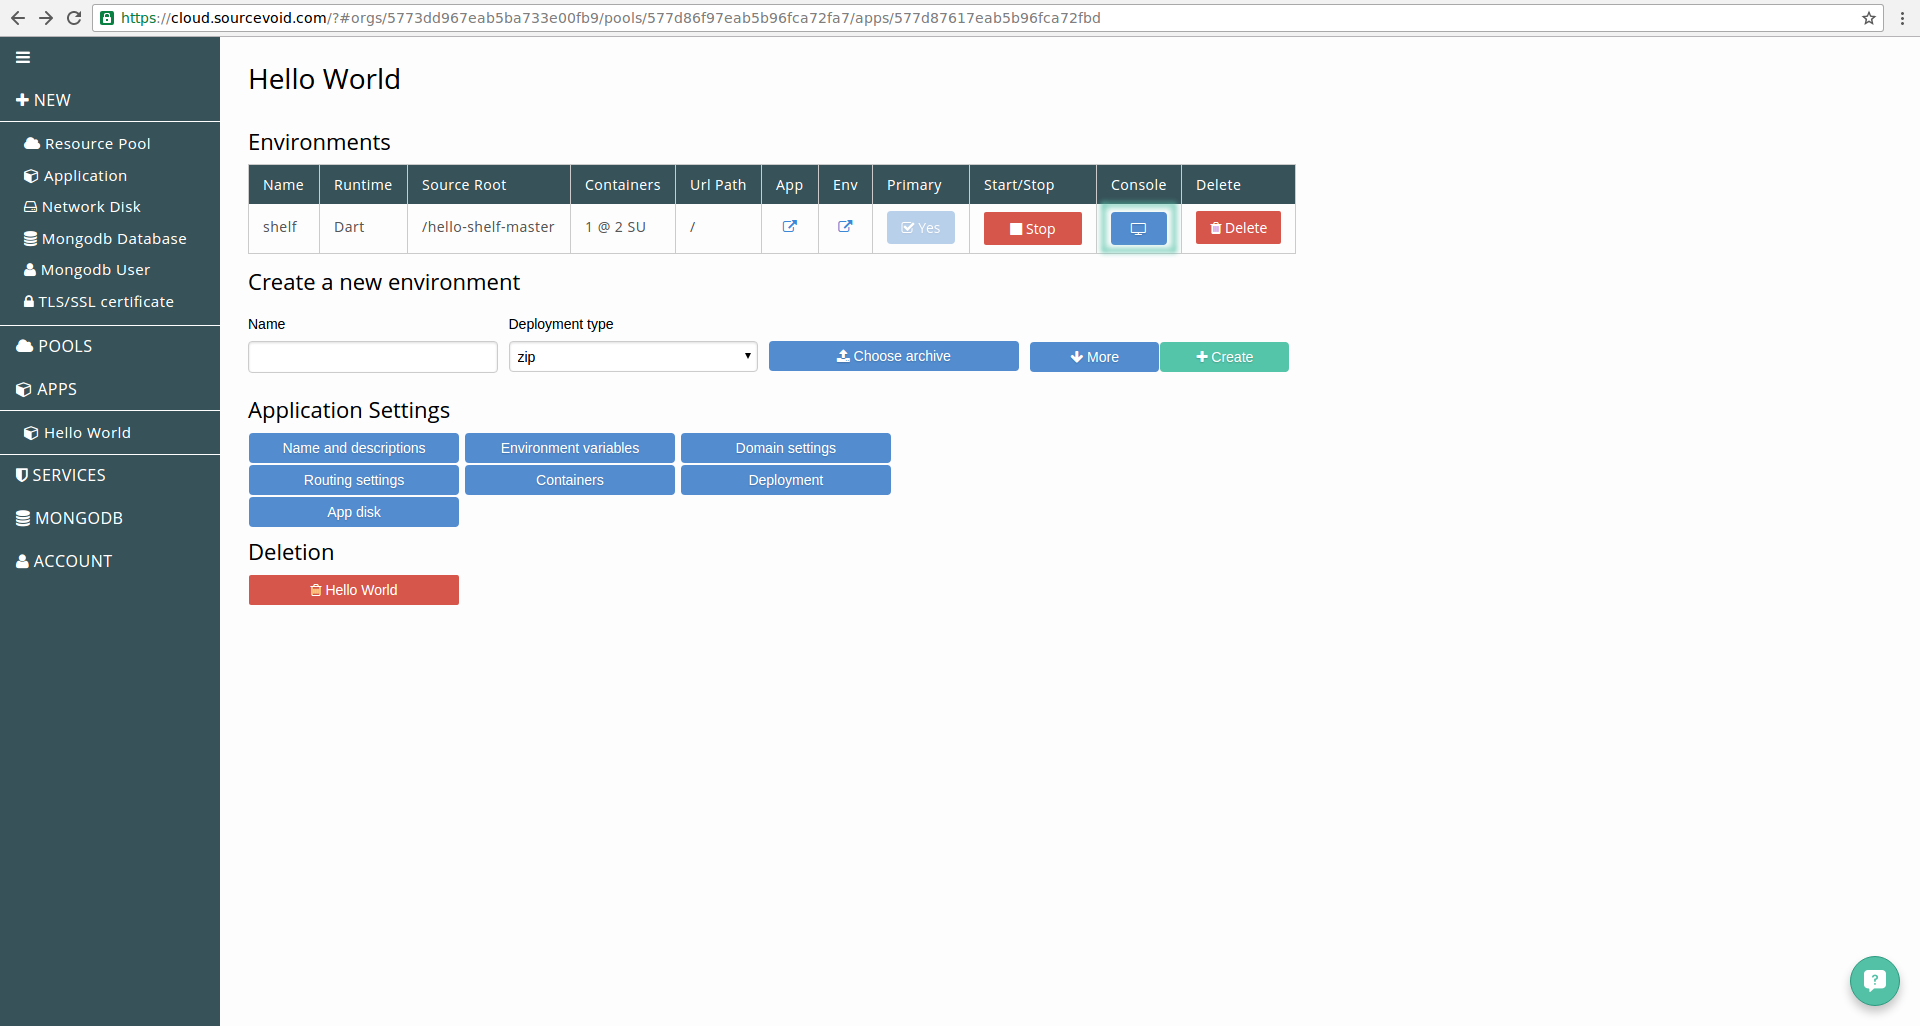 https://cloud.sourcevoid.com/?#orgs/5773dd967eab5ba733e00fb9/pools/577d86f97eab5b96fca72fa7/apps/577d87617eab5b96fca72fbd
NEW
Resource Pool
Application
Network Disk
Mongodb Database
Mongodb User
TLS/SSL certificate
POOLS
APPS
Hello World
SERVICES
MONGODB
ACCOUNT
Hello World
Environments
Name Runtime Source Root Containers Url Path App Env Primary Start/Stop Console Delete
shelf Dart /hello-shelf-master 1 @ 2 SU / Yes Stop Delete
Create a new environment
Name Deployment type
zip Choose archive More Create
Application Settings
Name and descriptions Environment variables Domain settings
Routing settings Containers Deployment
App disk
Deletion
Hello World
?